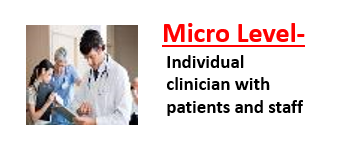 Micro Level-
Individual
clinician with
patients and staff